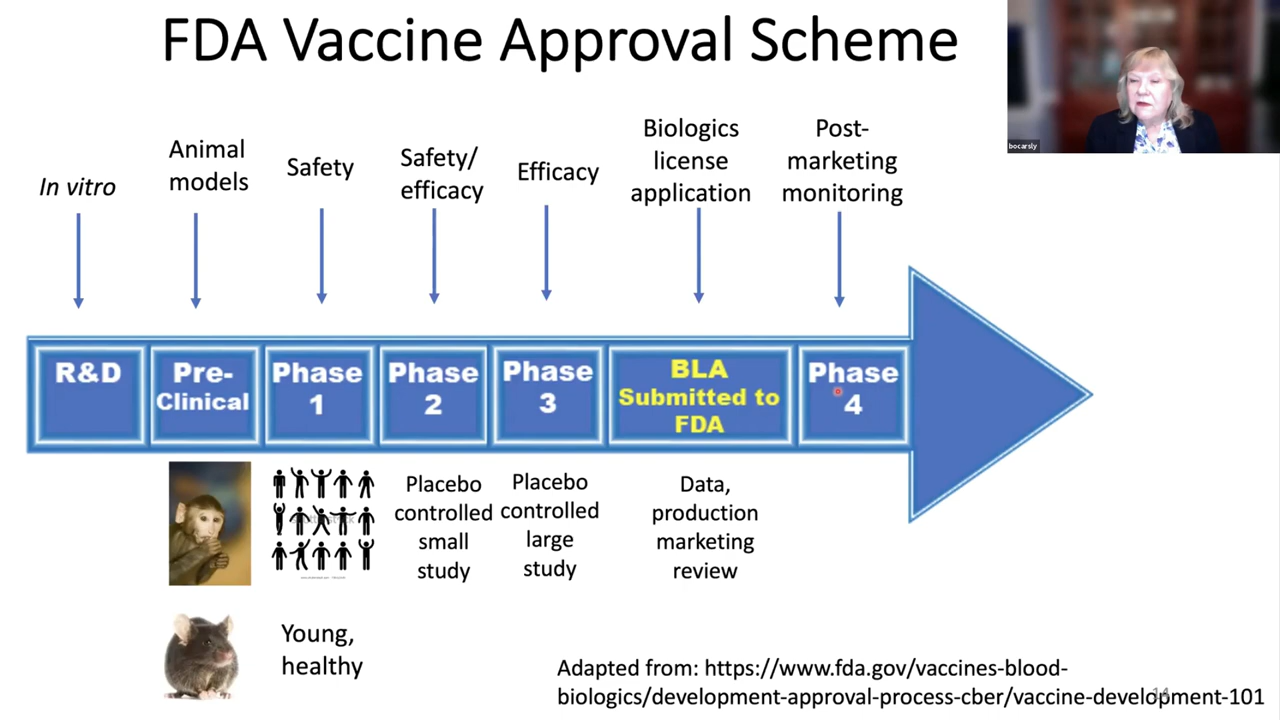 FDA Vaccine Approval Scheme
bocarsly
In vitro
Animal
models
Safety
Safety/
efficacy
Efficacy
Biologics
license
application
Post-
marketing
monitoring
R&D
Pre-
Clinical
Phase
1
Phase
2
Phase
3
BLA
Submitted to
FDA
Phase
4
Placebo
controlled
small
study
Placebo
controlled
large
study
Data,
production
marketing
review
Young,
healthy
Adapted from: https://www.fda.gov/vaccines-blood-
biologics/development-approval-process-cber/vaccine-development-101
14